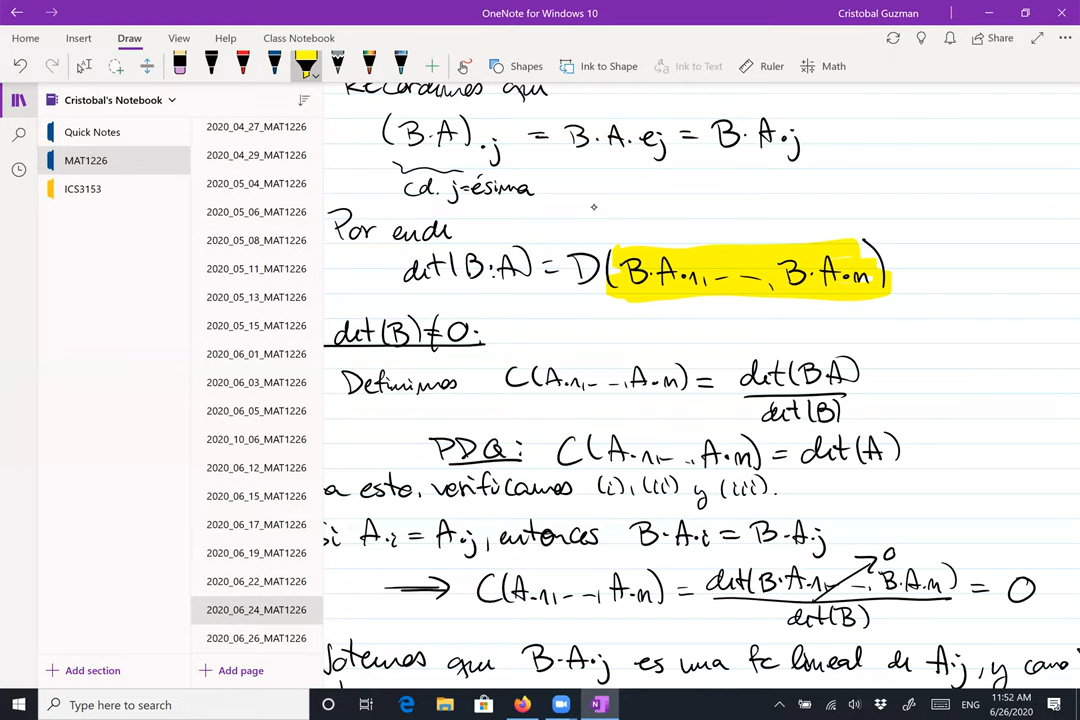 OneNote for Windows 10
Cristobal Guzman
Home Insert Draw View Help Class Notebook
Share
Shapes Ink to Shape Ink to Text Ruler Math
Cristobal's Notebook
Quick Notes
MAT1226
ICS3153
2020_04_27_MAT1226
2020_04_29_MAT1226
2020_05_04_MAT1226
2020_05_06_MAT1226
2020_05_08_MAT1226
2020_05_11_MAT1226
2020_05_13_MAT1226
2020_05_15_MAT1226
2020_06_01_MAT1226
2020_06_03_MAT1226
2020_06_05_MAT1226
2020_10_06_MAT1226
2020_06_12_MAT1226
2020_06_15_MAT1226
2020_06_17_MAT1226
2020_06_19_MAT1226
2020_06_22_MAT1226
2020_06_24_MAT1226
2020_06_26_MAT1226
Add section
Add page
Recordemos que
(B·A)·j = B·A·ej = B·A·j
col. j-ésima
Por ende
det(B·A) = D(B·A·1, - -, B·A·n)
det(B)≠0:
Definimos C(A·1, - -, A·n) = det(BA)
det(B)
PDQ: C(A·1, - -, A·n) = det(A)
a esto, verificamos (i), (ii) y (iii).
si A·i = A·j, entonces B·A·i = B·A·j
⟹ C(A·1, - -, A·n) = det(B·A·1, - -, B·A·n) = 0
0
det(B)
Notemos que B·A·j es una fc lineal de A·j, y como
Type here to search
ENG
11:52 AM
6/26/2020